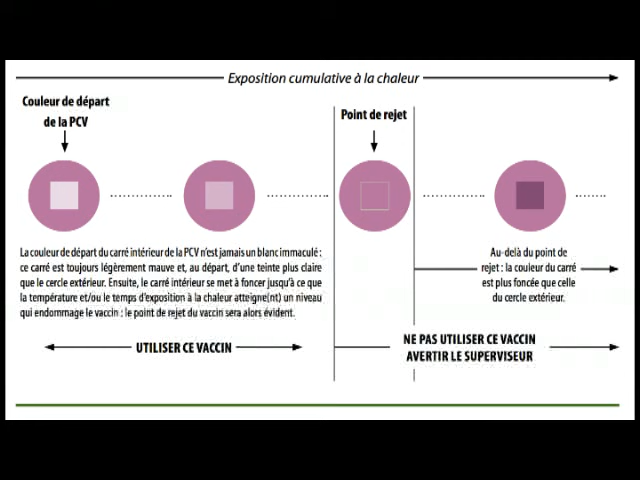 Exposition cumulative à la chaleur
Couleur de départ
de la PCV
Point de rejet
La couleur de départ du carré intérieur de la PCV n'est jamais un blanc immaculé :
ce carré est toujours légèrement mauve et, au départ, d'une teinte plus claire
que le cercle extérieur. Ensuite, le carré intérieur se met à foncer jusqu'à ce que
la température et/ou le temps d'exposition à la chaleur atteigne(nt) un niveau
qui endommage le vaccin : le point de rejet du vaccin sera alors évident.
Au-delà du point de
rejet : la couleur du carré
est plus foncée que celle
du cercle extérieur.
UTILISER CE VACCIN
NE PAS UTILISER CE VACCIN
AVERTIR LE SUPERVISEUR